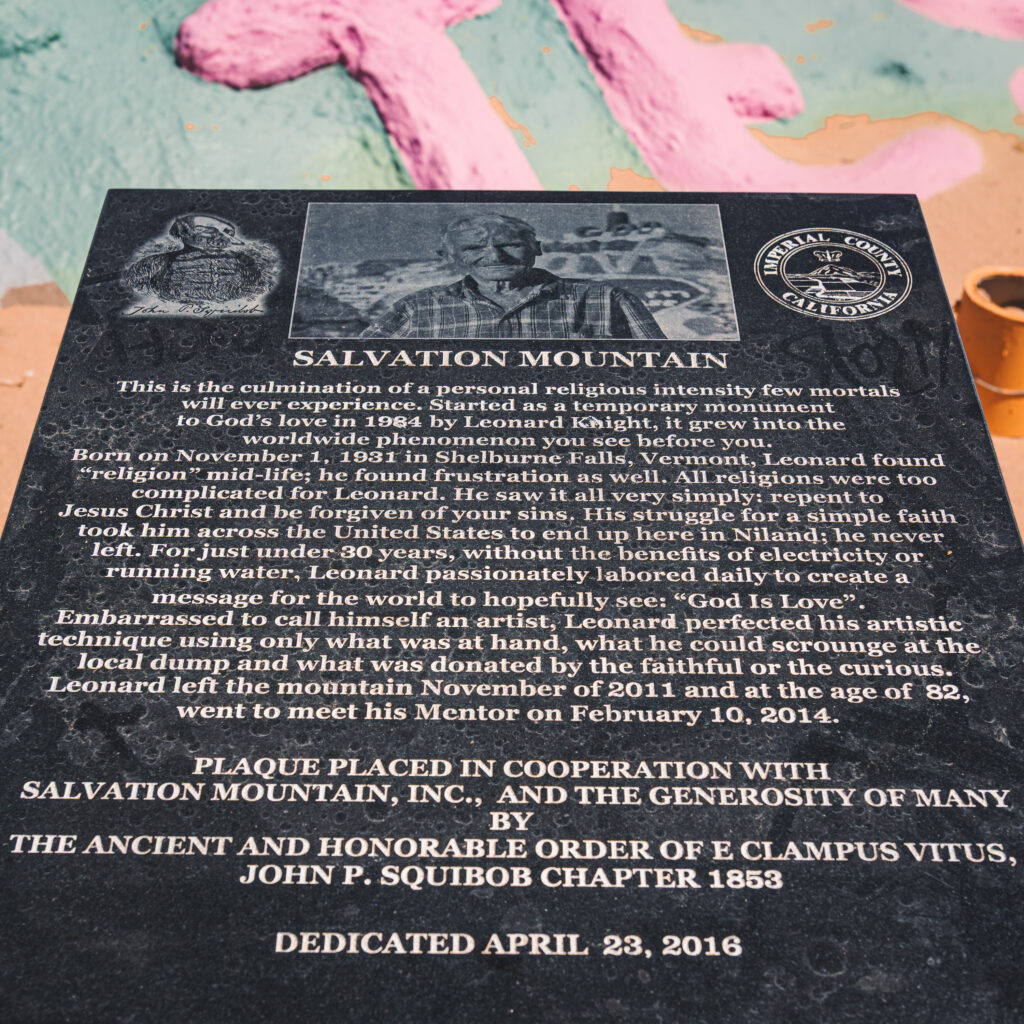 John P. Squibob
IMPERIAL COUNTY
CALIFORNIA
SALVATION MOUNTAIN
This is the culmination of a personal religious intensity few mortals
will ever experience. Started as a temporary monument
to God's love in 1984 by Leonard Knight, it grew into the
worldwide phenomenon you see before you.
Born on November 1, 1931 in Shelburne Falls, Vermont, Leonard found
“religion” mid-life; he found frustration as well. All religions were too
complicated for Leonard. He saw it all very simply: repent to
Jesus Christ and be forgiven of your sins. His struggle for a simple faith
took him across the United States to end up here in Niland; he never
left. For just under 30 years, without the benefits of electricity or
running water, Leonard passionately labored daily to create a
message for the world to hopefully see: “God Is Love”.
Embarrassed to call himself an artist, Leonard perfected his artistic
technique using only what was at hand, what he could scrounge at the
local dump and what was donated by the faithful or the curious.
Leonard left the mountain November of 2011 and at the age of 82,
went to meet his Mentor on February 10, 2014.
PLAQUE PLACED IN COOPERATION WITH
SALVATION MOUNTAIN, INC., AND THE GENEROSITY OF MANY
BY
THE ANCIENT AND HONORABLE ORDER OF E CLAMPUS VITUS,
JOHN P. SQUIBOB CHAPTER 1853
DEDICATED APRIL 23, 2016